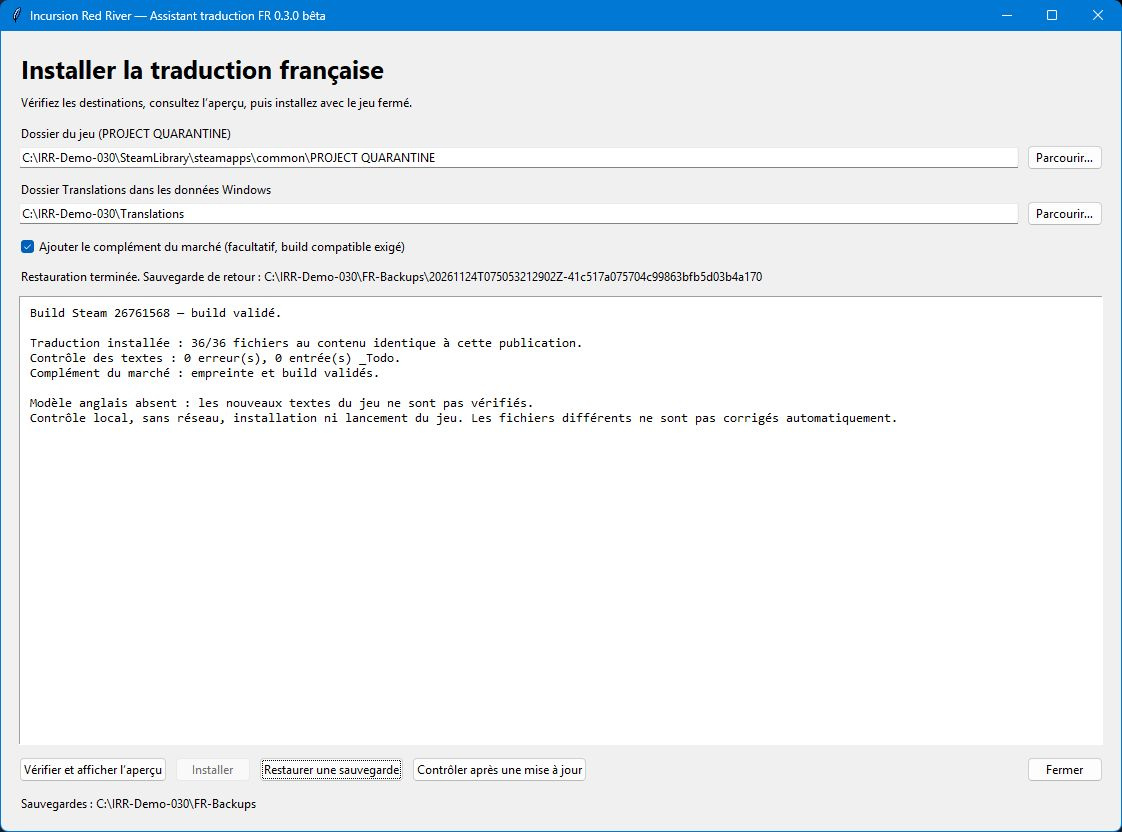 Incursion Red River — Assistant traduction FR 0.3.0 bêta
Installer la traduction française
Vérifiez les destinations, consultez l’aperçu, puis installez avec le jeu fermé.
Dossier du jeu (PROJECT QUARANTINE)
C:\IRR-Demo-030\SteamLibrary\steamapps\common\PROJECT QUARANTINE
Parcourir...
Dossier Translations dans les données Windows
C:\IRR-Demo-030\Translations
Parcourir...
Ajouter le complément du marché (facultatif, build compatible exigé)
Restauration terminée. Sauvegarde de retour : C:\IRR-Demo-030\FR-Backups\20261124T075053212902Z-41c517a075704c99863bfb5d03b4a170
Build Steam 26761568 — build validé.
Traduction installée : 36/36 fichiers au contenu identique à cette publication.
Contrôle des textes : 0 erreur(s), 0 entrée(s) _Todo.
Complément du marché : empreinte et build validés.
Modèle anglais absent : les nouveaux textes du jeu ne sont pas vérifiés.
Contrôle local, sans réseau, installation ni lancement du jeu. Les fichiers différents ne sont pas corrigés automatiquement.
Vérifier et afficher l’aperçu
Installer
Restaurer une sauvegarde
Contrôler après une mise à jour
Fermer
Sauvegardes : C:\IRR-Demo-030\FR-Backups